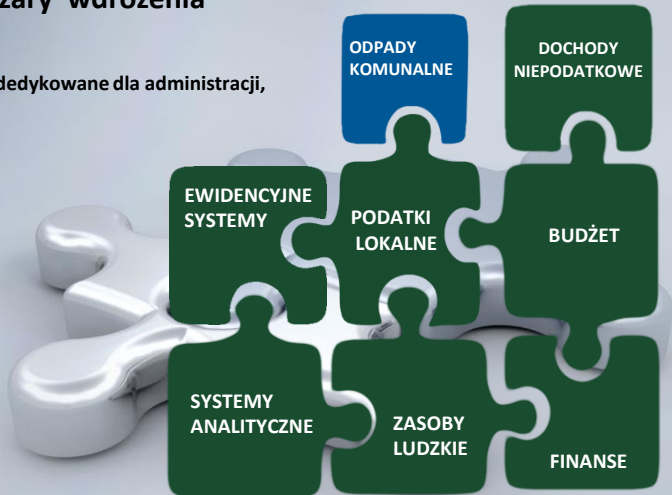 zary wdrożenia
dedykowane dla administracji,
ODPADY
KOMUNALNE
DOCHODY
NIEPODATKOWE
EWIDENCYJNE
SYSTEMY
PODATKI
LOKALNE
BUDŻET
SYSTEMY
ANALITYCZNE
ZASOBY
LUDZKIE
FINANSE